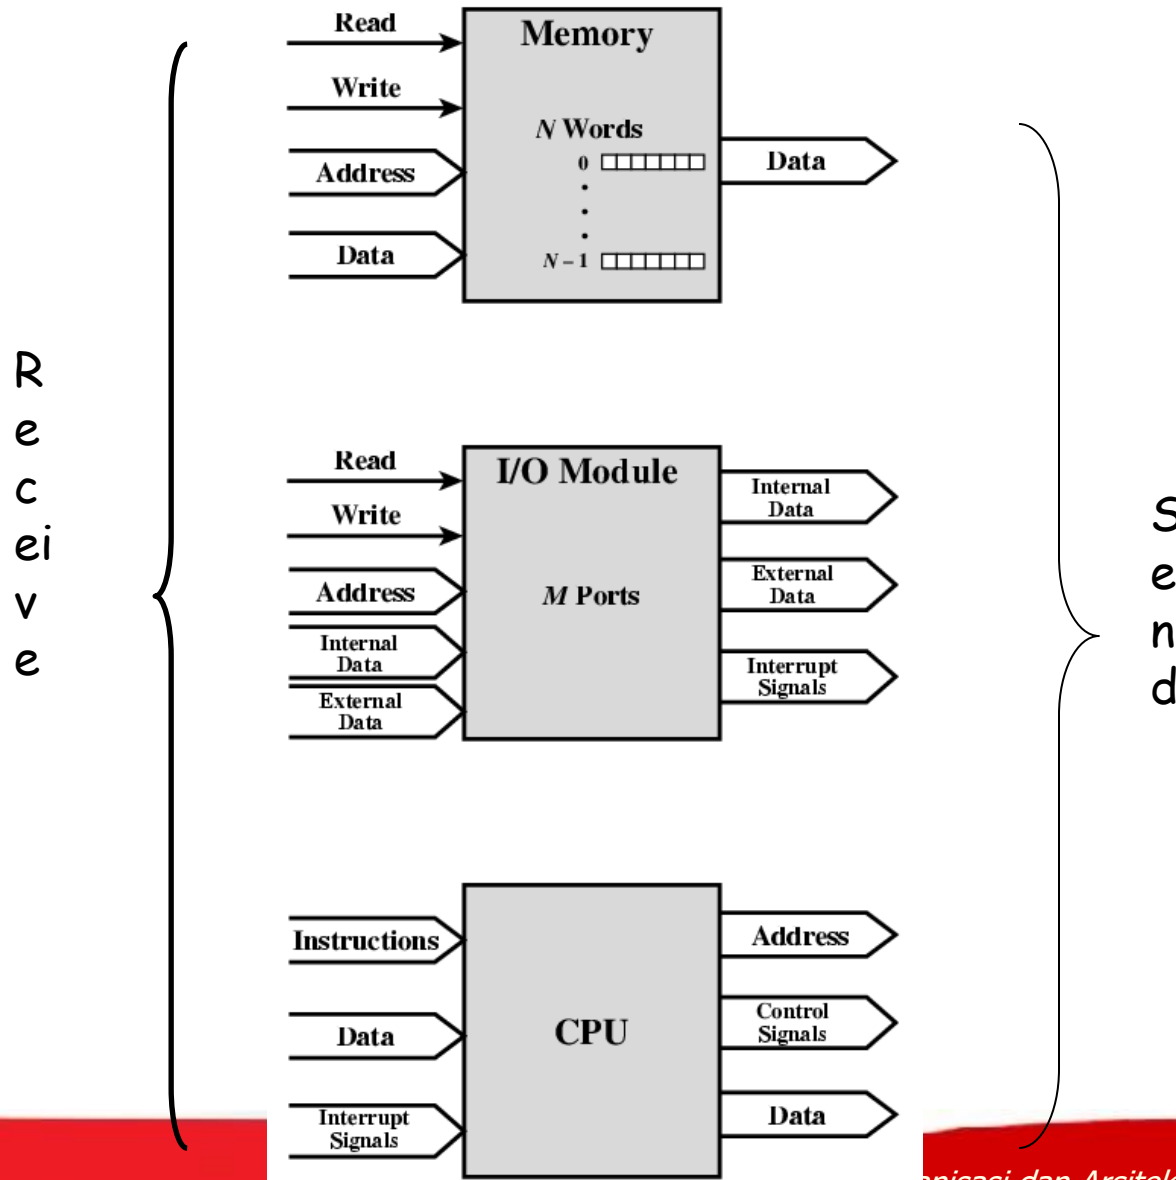 Read
Memory
Write
N Words
0
Address
Data
Data
N – 1
R
e
c
ei
v
e
Read
I/O Module
Write
Internal
Data
Address
M Ports
External
Data
Internal
Data
External
Data
Interrupt
Signals
S
e
n
d
Instructions
Address
Data
CPU
Control
Signals
Interrupt
Signals
Data
dan